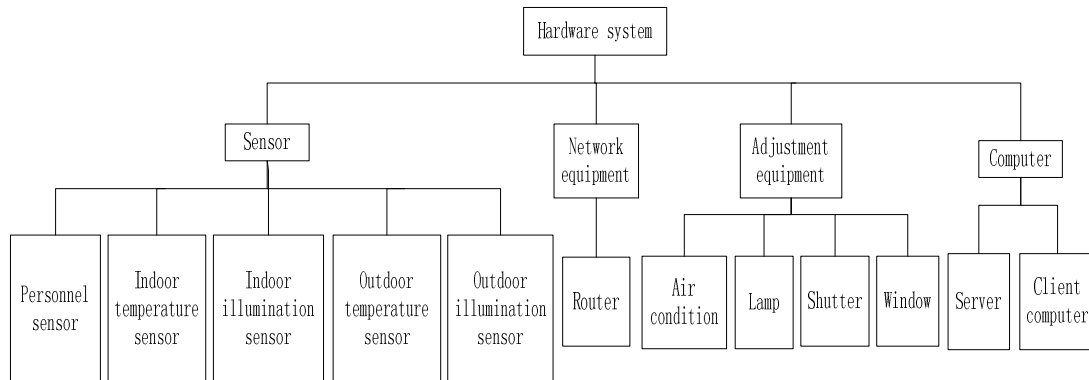 Hardware system
Sensor
Network
equipment
Adjustment
equipment
Computer
Personnel
sensor
Indoor
temperature
sensor
Indoor
illumination
sensor
Outdoor
temperature
sensor
Outdoor
illumination
sensor
Router
Air
condition
Lamp
Shutter
Window
Server
Client
computer